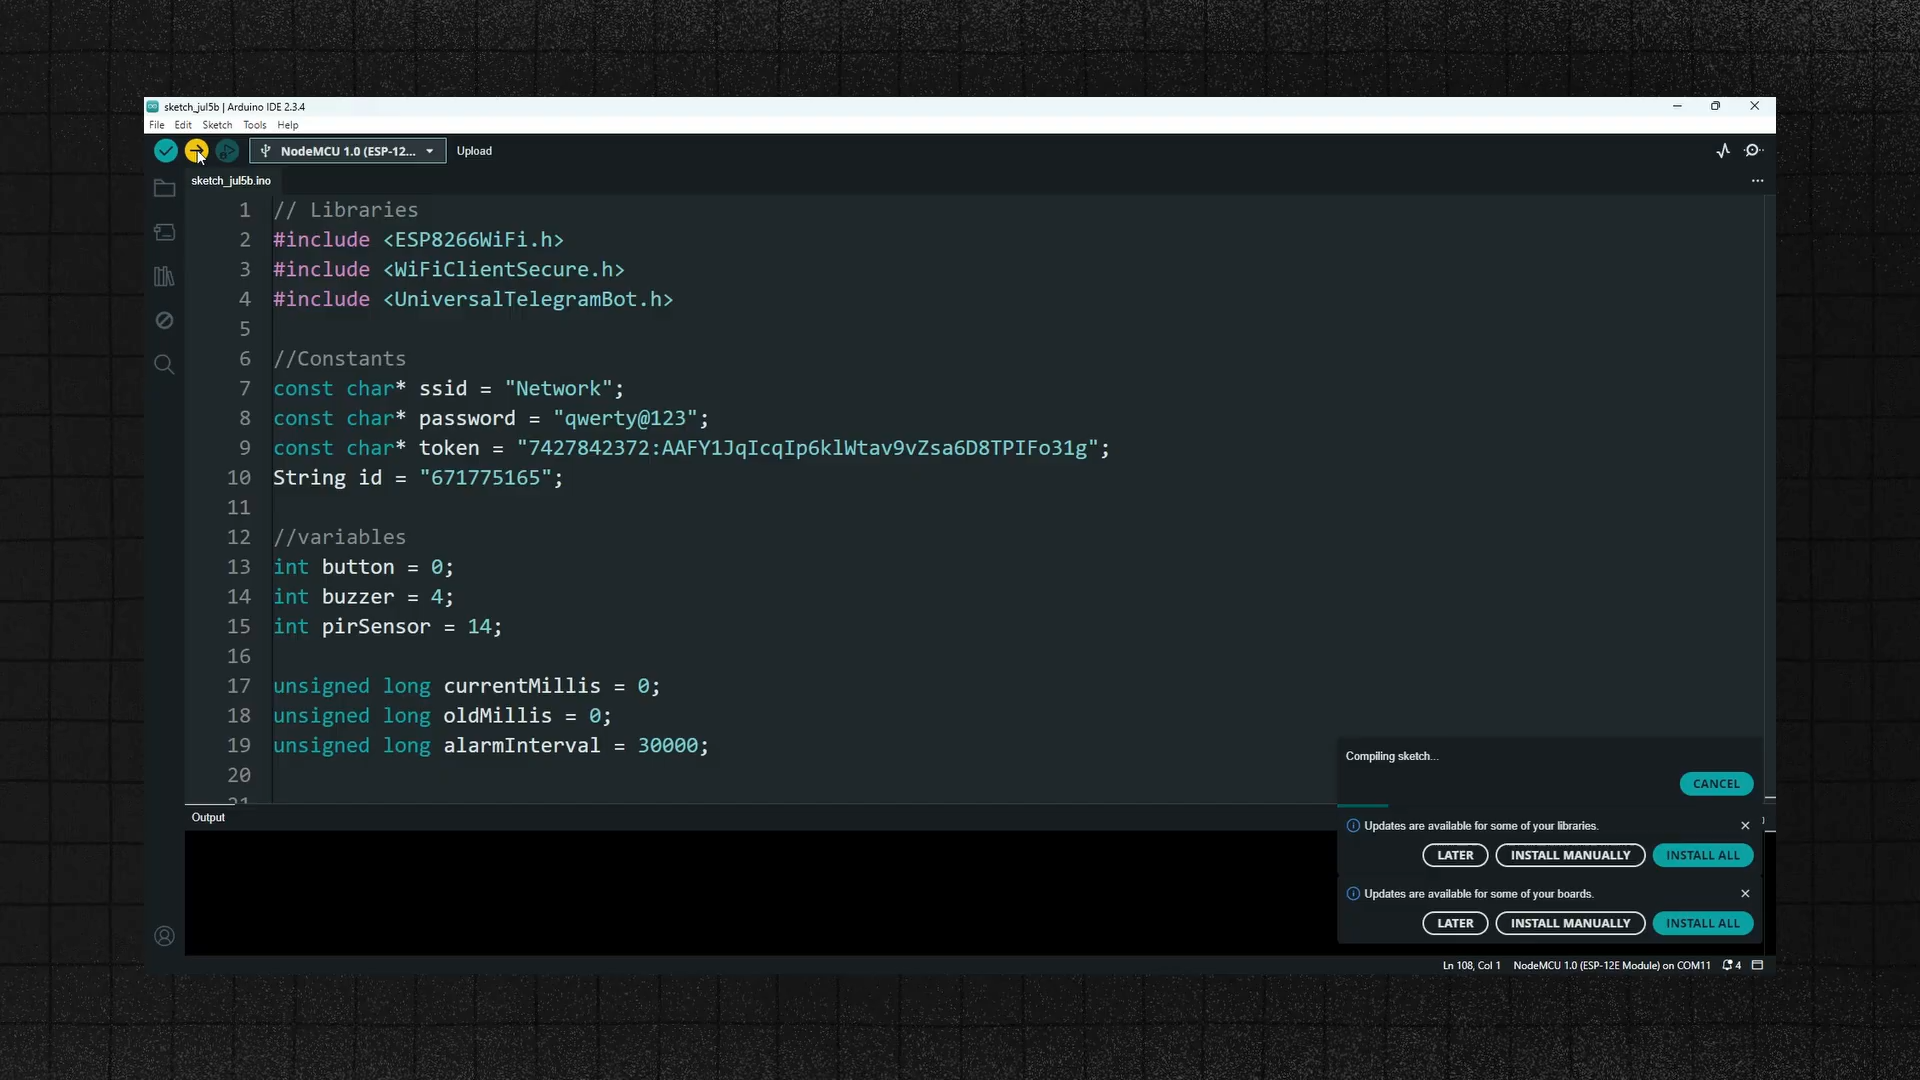 sketch_jul5b | Arduino IDE 2.3.4
File Edit Sketch Tools Help
NodeMCU 1.0 (ESP-12... Upload
sketch_jul5b.ino
1 // Libraries
2 #include <ESP8266WiFi.h>
3 #include <WiFiClientSecure.h>
4 #include <UniversalTelegramBot.h>
5
6 //Constants
7 const char* ssid = "Network";
8 const char* password = "qwerty@123";
9 const char* token = "7427842372:AAFY1JqIcqIp6klWtav9vZsa6D8TPIFo31g";
10 String id = "671775165";
11
12 //variables
13 int button = 0;
14 int buzzer = 4;
15 int pirSensor = 14;
16
17 unsigned long currentMillis = 0;
18 unsigned long oldMillis = 0;
19 unsigned long alarmInterval = 30000;
20
21
Output
Compiling sketch...
CANCEL
Updates are available for some of your libraries.
LATER INSTALL MANUALLY INSTALL ALL
Updates are available for some of your boards.
LATER INSTALL MANUALLY INSTALL ALL
Ln 108, Col 1 NodeMCU 1.0 (ESP-12E Module) on COM11 4